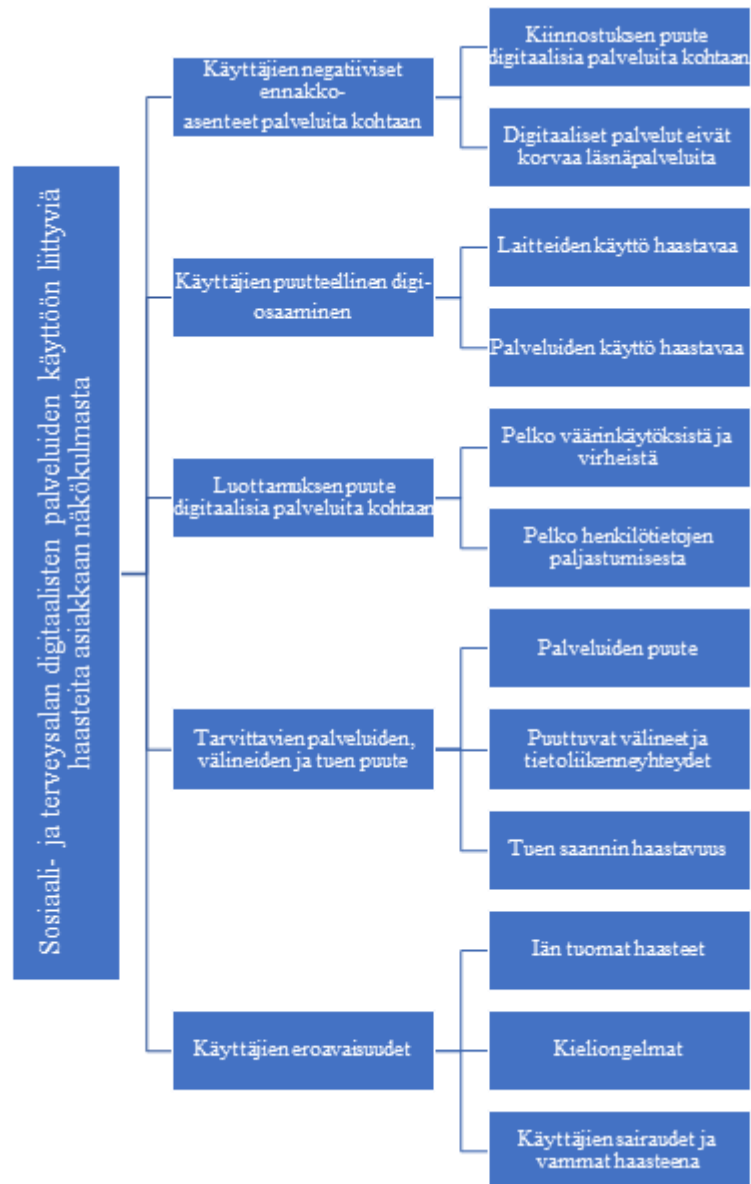 Sosiaali- ja terveysalan digitaalisten palveluiden käyttöön liittyviä
haasteita asiakkaan näkökulmasta
Käyttäjien negatiiviset
ennakko-
asenteet palveluita kohtaan
Kiinnostuksen puute
digitaalisia palveluita kohtaan
Digitaaliset palvelut eivät
korvaa läsnäpalveluita
Käyttäjien puutteellinen digi-
osaaminen
Laitteiden käyttö haastavaa
Palveluiden käyttö haastavaa
Luottamuksen puute
digitaalisia palveluita kohtaan
Pelko väärinkäytöksistä ja
virheistä
Pelko henkilötietojen
paljastumisesta
Tarvittavien palveluiden,
välineiden ja tuen puute
Palveluiden puute
Puuttuvat välineet ja
tietoliikenneyhteydet
Tuen saannin haastavuus
Käyttäjien eroavaisuudet
Iän tuomat haasteet
Kieliongelmat
Käyttäjien sairaudet ja
vammat haasteena